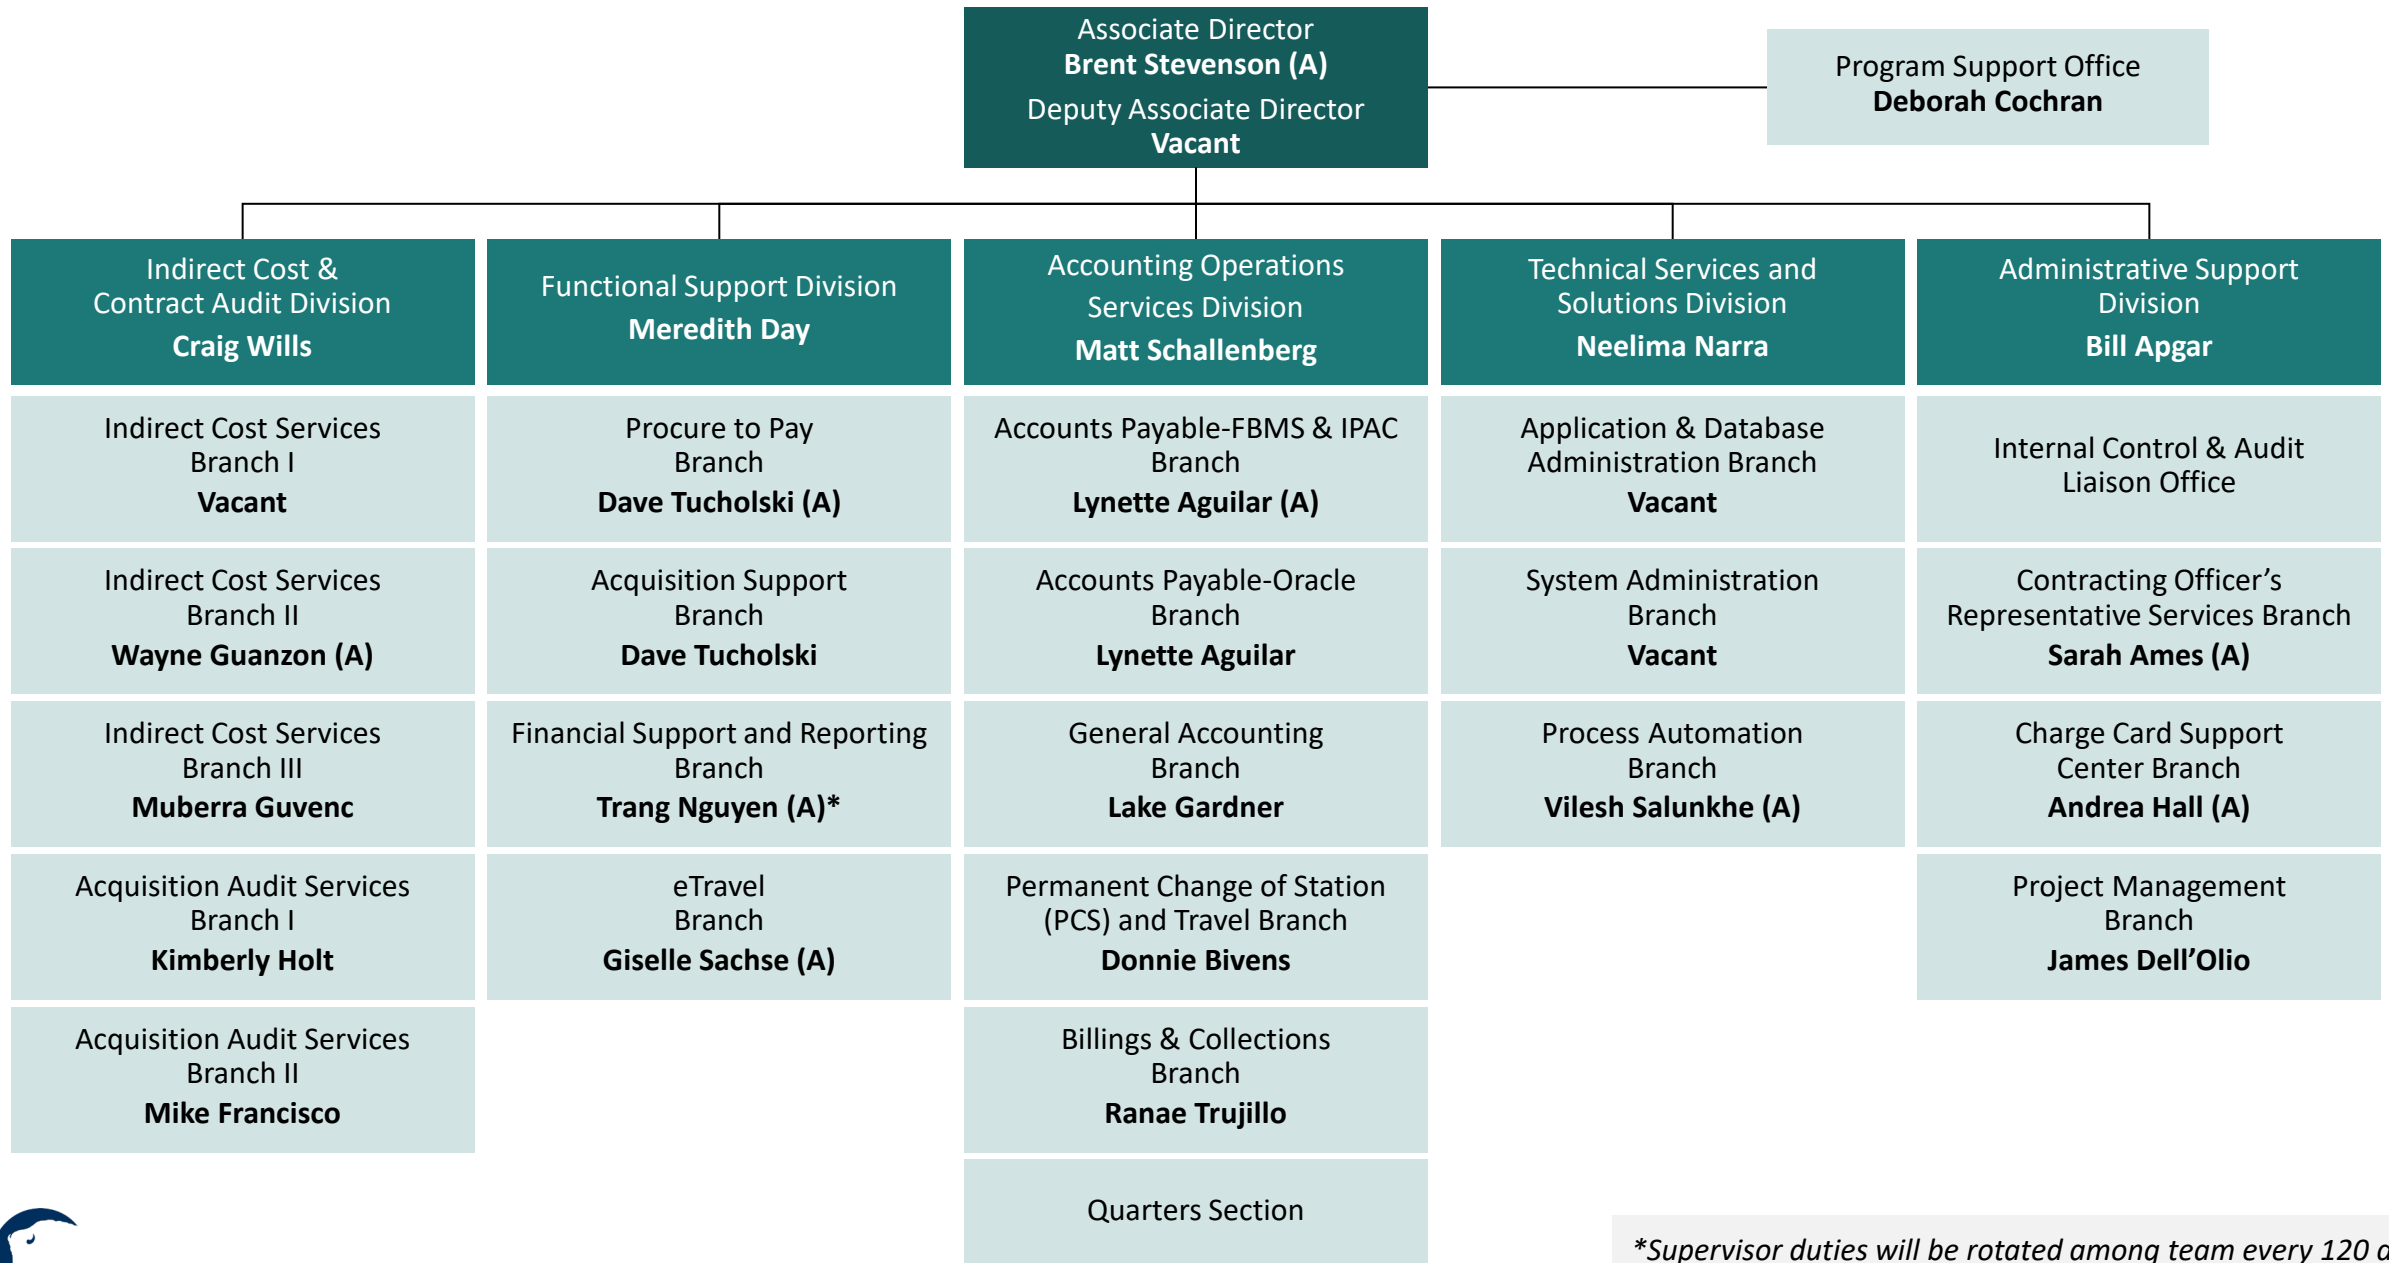 Associate Director
Brent Stevenson (A)
Deputy Associate Director
Vacant
Program Support Office
Deborah Cochran
Indirect Cost &
Contract Audit Division
Craig Wills
Indirect Cost Services
Branch I
Vacant
Indirect Cost Services
Branch II
Wayne Guanzon (A)
Indirect Cost Services
Branch III
Muberra Guvenc
Acquisition Audit Services
Branch I
Kimberly Holt
Acquisition Audit Services
Branch II
Mike Francisco
Functional Support Division
Meredith Day
Procure to Pay
Branch
Dave Tucholski (A)
Acquisition Support
Branch
Dave Tucholski
Financial Support and Reporting
Branch
Trang Nguyen (A)*
eTravel
Branch
Giselle Sachse (A)
Accounting Operations
Services Division
Matt Schallenberg
Accounts Payable-FBMS & IPAC
Branch
Lynette Aguilar (A)
Accounts Payable-Oracle
Branch
Lynette Aguilar
General Accounting
Branch
Lake Gardner
Permanent Change of Station
(PCS) and Travel Branch
Donnie Bivens
Billings & Collections
Branch
Ranae Trujillo
Quarters Section
Technical Services and
Solutions Division
Neelima Narra
Application & Database
Administration Branch
Vacant
System Administration
Branch
Vacant
Process Automation
Branch
Vilesh Salunkhe (A)
Administrative Support
Division
Bill Apgar
Internal Control & Audit
Liaison Office
Contracting Officer’s
Representative Services Branch
Sarah Ames (A)
Charge Card Support
Center Branch
Andrea Hall (A)
Project Management
Branch
James Dell’Olio
*Supervisor duties will be rotated among team every 120